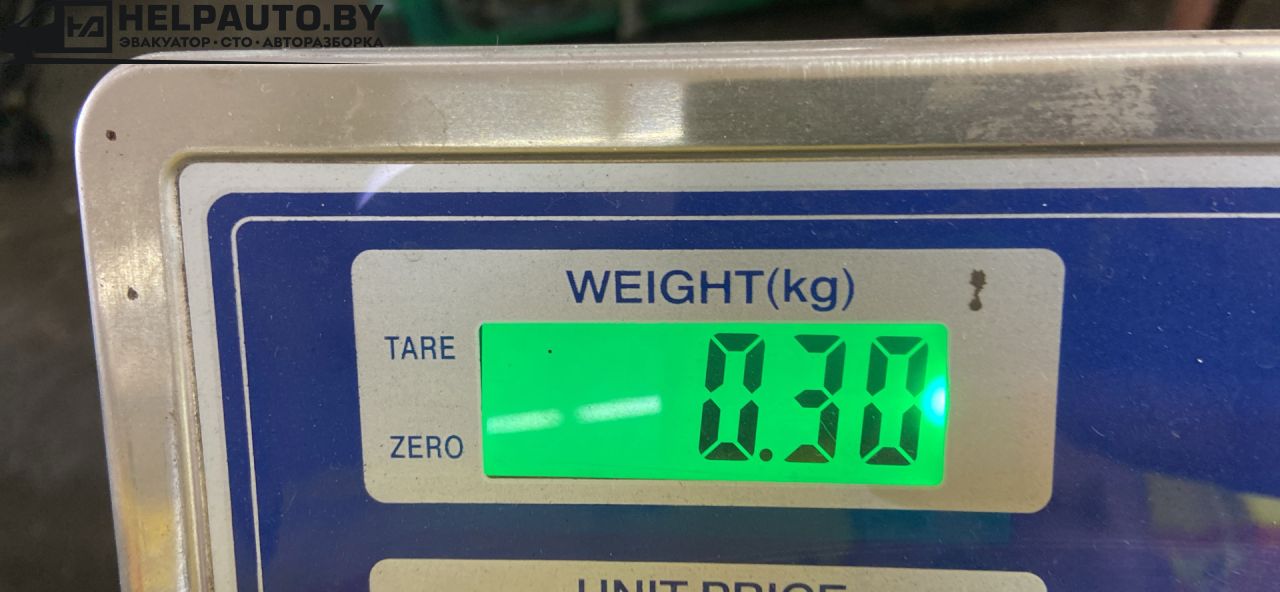 HELPAUTO.BY
ЭВАКУАТОР · СТО · АВТОРАЗБОРКА
WEIGHT(kg)
TARE
0.30
ZERO
UNIT PRICE